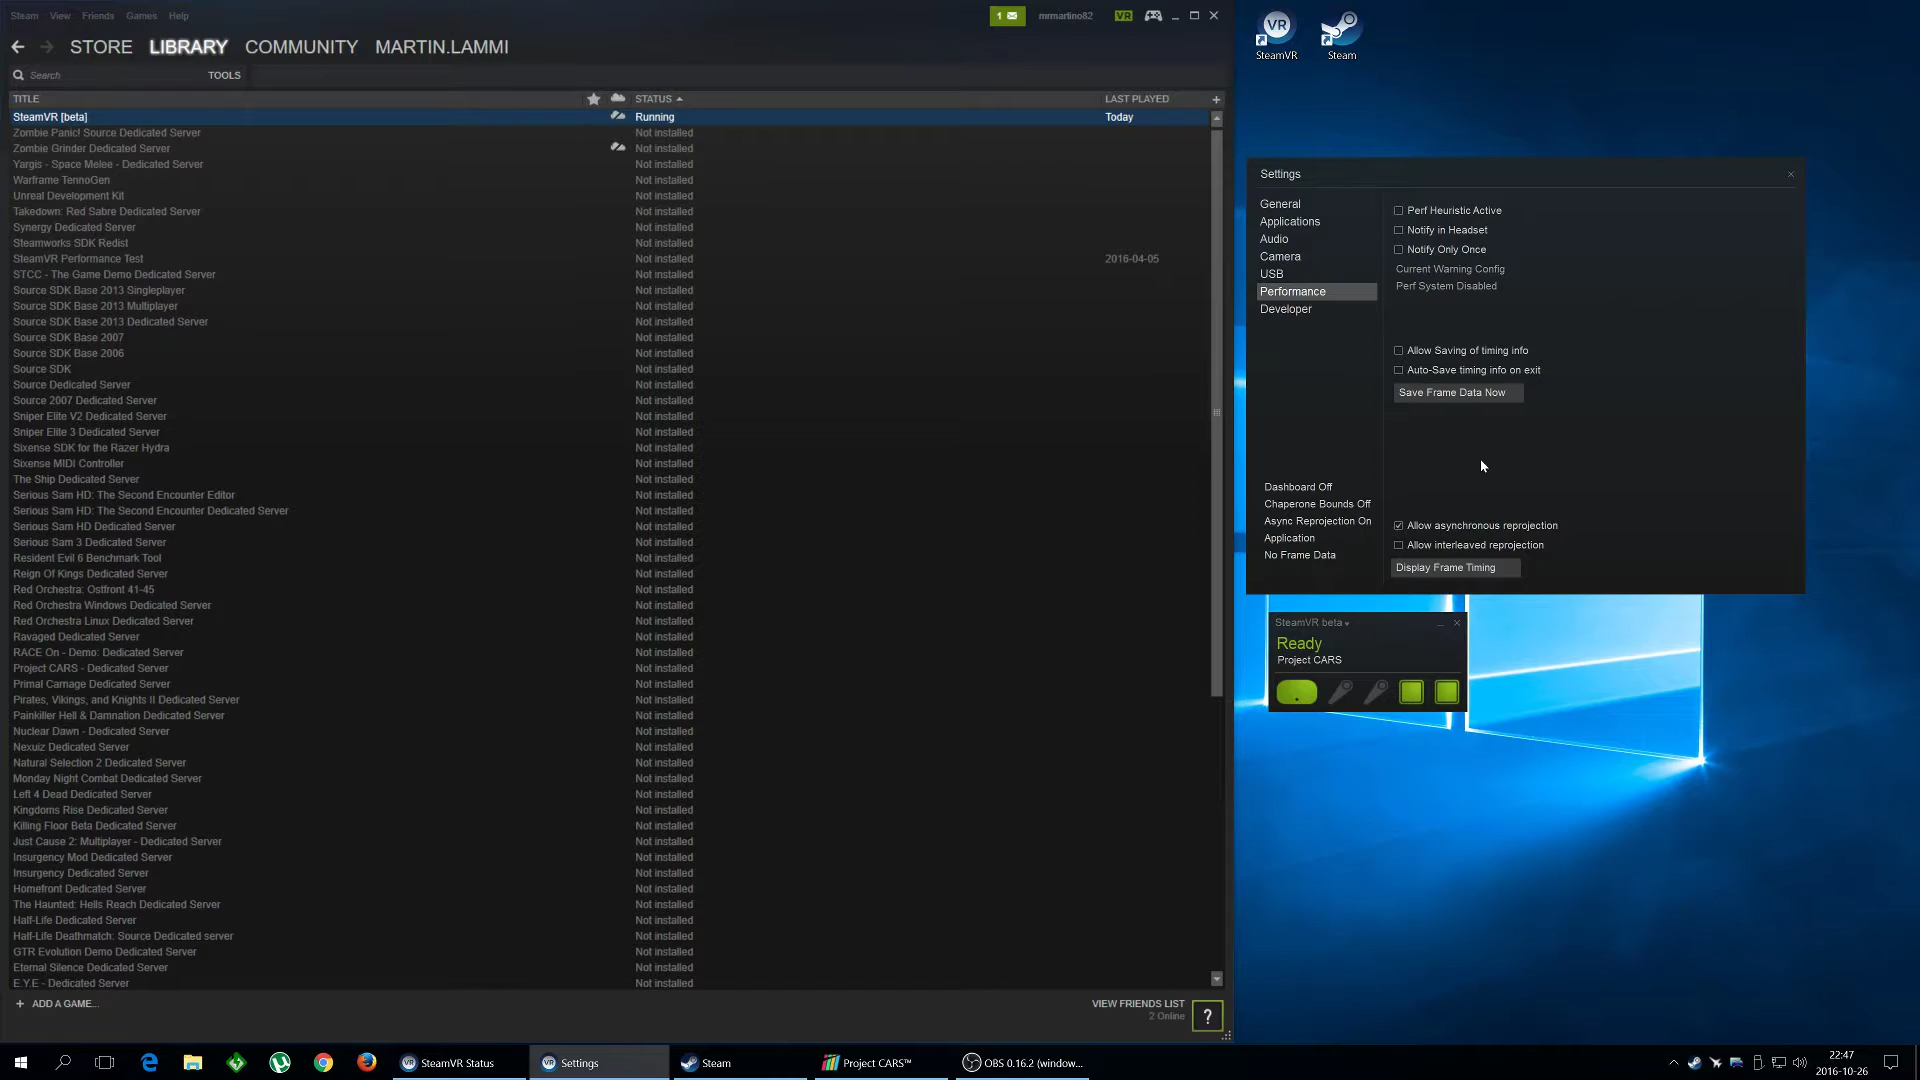 Steam View Friends Games Help
1 mrmartino82 VR
STORE LIBRARY COMMUNITY MARTIN.LAMMI
Search TOOLS
TITLE STATUS LAST PLAYED +
SteamVR [beta] Running Today
Zombie Panic! Source Dedicated Server Not installed
Zombie Grinder Dedicated Server Not installed
Yargis - Space Melee - Dedicated Server Not installed
Warframe TennoGen Not installed
Unreal Development Kit Not installed
Takedown: Red Sabre Dedicated Server Not installed
Synergy Dedicated Server Not installed
Steamworks SDK Redist Not installed
SteamVR Performance Test Not installed 2016-04-05
STCC - The Game Demo Dedicated Server Not installed
Source SDK Base 2013 Singleplayer Not installed
Source SDK Base 2013 Multiplayer Not installed
Source SDK Base 2013 Dedicated Server Not installed
Source SDK Base 2007 Not installed
Source SDK Base 2006 Not installed
Source SDK Not installed
Source Dedicated Server Not installed
Source 2007 Dedicated Server Not installed
Sniper Elite V2 Dedicated Server Not installed
Sniper Elite 3 Dedicated Server Not installed
Sixense SDK for the Razer Hydra Not installed
Sixense MIDI Controller Not installed
The Ship Dedicated Server Not installed
Serious Sam HD: The Second Encounter Editor Not installed
Serious Sam HD: The Second Encounter Dedicated Server Not installed
Serious Sam HD Dedicated Server Not installed
Serious Sam 3 Dedicated Server Not installed
Resident Evil 6 Benchmark Tool Not installed
Reign Of Kings Dedicated Server Not installed
Red Orchestra: Ostfront 41-45 Not installed
Red Orchestra Windows Dedicated Server Not installed
Red Orchestra Linux Dedicated Server Not installed
Ravaged Dedicated Server Not installed
RACE On - Demo: Dedicated Server Not installed
Project CARS - Dedicated Server Not installed
Primal Carnage Dedicated Server Not installed
Pirates, Vikings, and Knights II Dedicated Server Not installed
Painkiller Hell & Damnation Dedicated Server Not installed
Nuclear Dawn - Dedicated Server Not installed
Nexuiz Dedicated Server Not installed
Natural Selection 2 Dedicated Server Not installed
Monday Night Combat Dedicated Server Not installed
Left 4 Dead Dedicated Server Not installed
Kingdoms Rise Dedicated Server Not installed
Killing Floor Beta Dedicated Server Not installed
Just Cause 2: Multiplayer - Dedicated Server Not installed
Insurgency Mod Dedicated Server Not installed
Insurgency Dedicated Server Not installed
Homefront Dedicated Server Not installed
The Haunted: Hells Reach Dedicated Server Not installed
Half-Life Dedicated Server Not installed
Half-Life Deathmatch: Source Dedicated server Not installed
GTR Evolution Demo Dedicated Server Not installed
Eternal Silence Dedicated Server Not installed
E.Y.E - Dedicated Server Not installed
+ ADD A GAME...
VIEW FRIENDS LIST
2 Online
?
VR
SteamVR
Steam
Settings
General
Applications
Audio
Camera
USB
Performance
Developer
Dashboard Off
Chaperone Bounds Off
Async Reprojection On
Application
No Frame Data
Perf Heuristic Active
Notify in Headset
Notify Only Once
Current Warning Config
Perf System Disabled
Allow Saving of timing info
Auto-Save timing info on exit
Save Frame Data Now
Allow asynchronous reprojection
Allow interleaved reprojection
Display Frame Timing
SteamVR beta
Ready
Project CARS
SteamVR Status
Settings
Steam
Project CARS™
OBS 0.16.2 (window...
22:47
2016-10-26